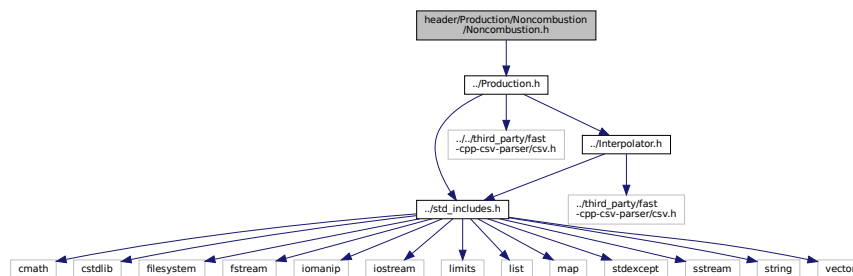 header/Production/Noncombustion
/Noncombustion.h
../Production.h
../../third_party/fast
-cpp-csv-parser/csv.h
../Interpolator.h
../third_party/fast
-cpp-csv-parser/csv.h
../std_includes.h
cmath
cstdlib
filesystem
fstream
iomanip
iostream
limits
list
map
stdexcept
sstream
string
vector